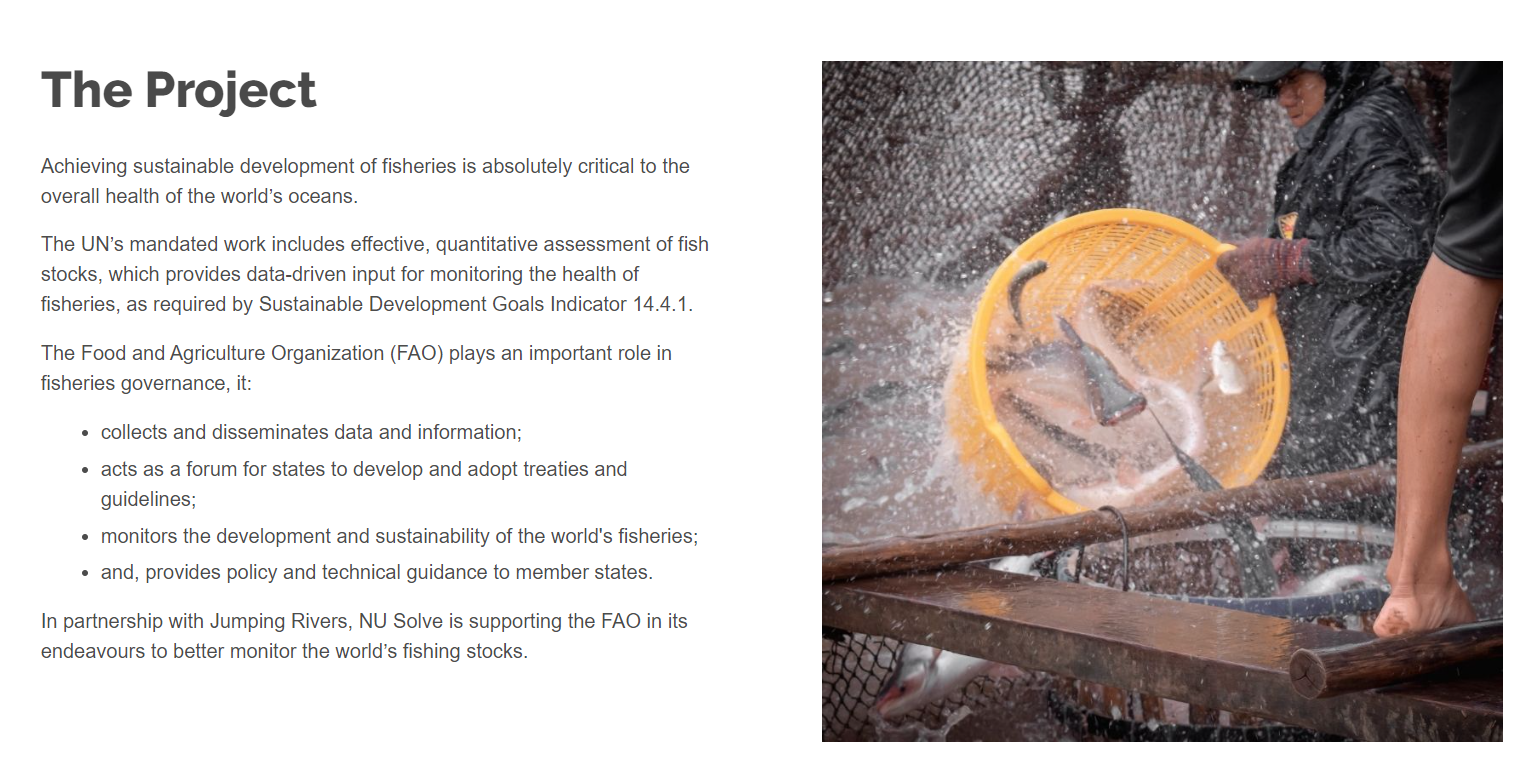 The Project
Achieving sustainable development of fisheries is absolutely critical to the
overall health of the world’s oceans.
The UN’s mandated work includes effective, quantitative assessment of fish
stocks, which provides data-driven input for monitoring the health of
fisheries, as required by Sustainable Development Goals Indicator 14.4.1.
The Food and Agriculture Organization (FAO) plays an important role in
fisheries governance, it:
• collects and disseminates data and information;
• acts as a forum for states to develop and adopt treaties and
guidelines;
• monitors the development and sustainability of the world's fisheries;
• and, provides policy and technical guidance to member states.
In partnership with Jumping Rivers, NU Solve is supporting the FAO in its
endeavours to better monitor the world’s fishing stocks.